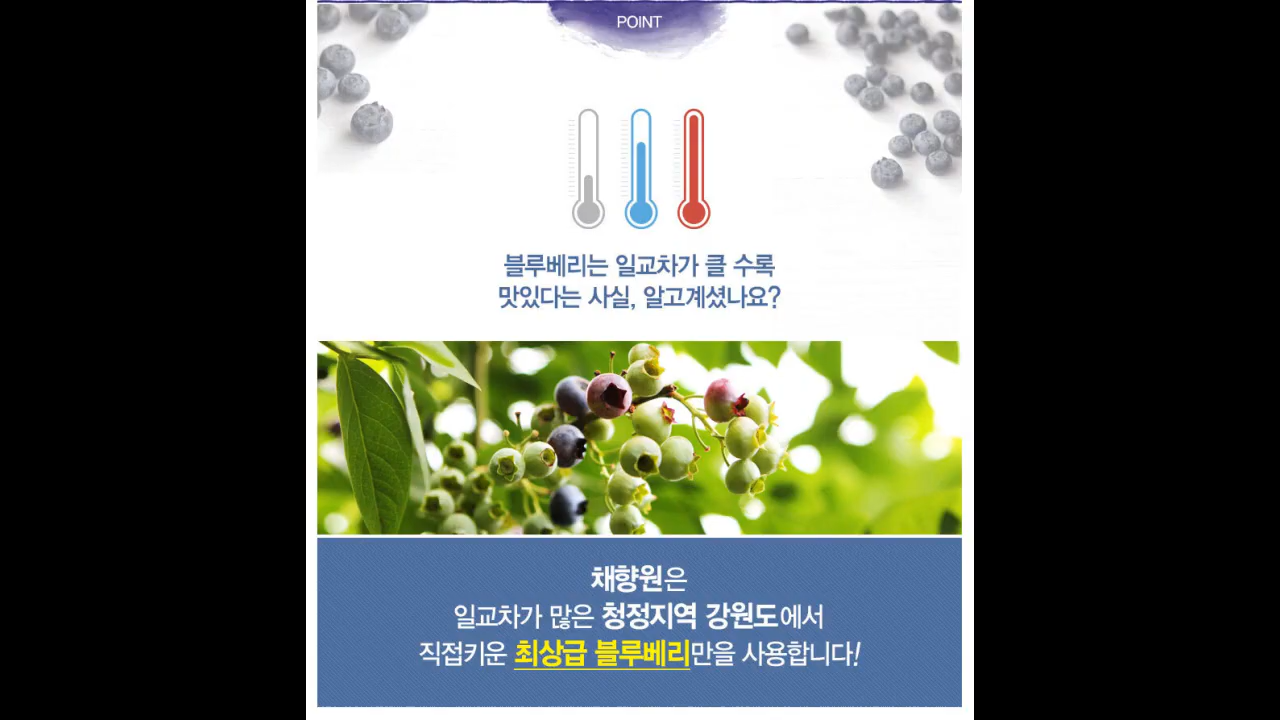 POINT
블루베리는 일교차가 클 수록
맛있다는 사실, 알고계셨나요?
채향원은
일교차가 많은 청정지역 강원도에서
직접키운 최상급 블루베리만을 사용합니다!